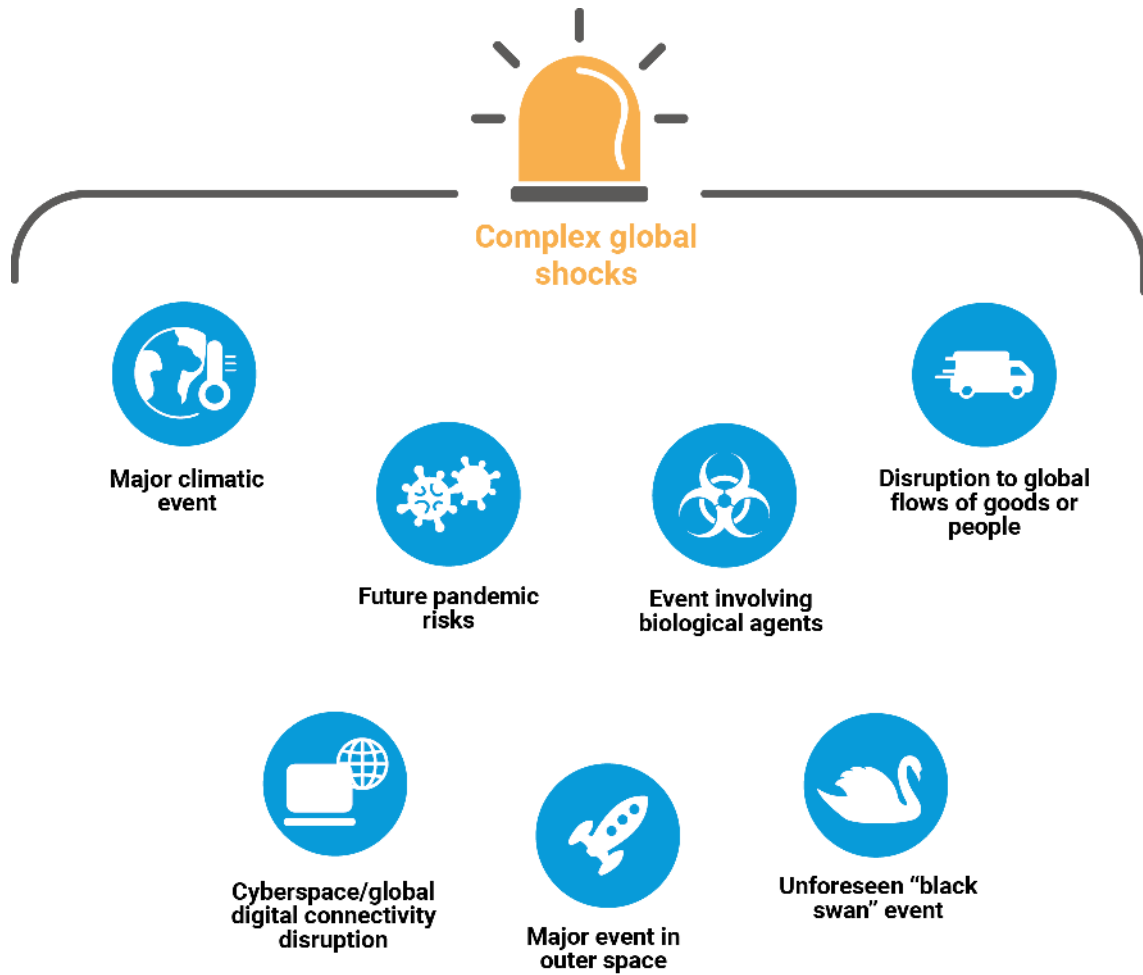 Complex global
shocks
Major climatic
event
Future pandemic
risks
Event involving
biological agents
Disruption to global
flows of goods or
people
Cyberspace/global
digital connectivity
disruption
Major event in
outer space
Unforeseen “black
swan” event